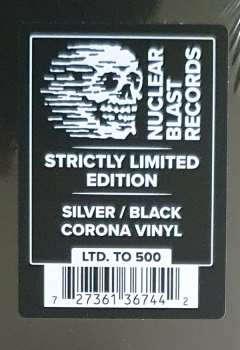 NUCLEAR
BLAST
RECORDS
STRICTLY LIMITED
EDITION
SILVER / BLACK
CORONA VINYL
LTD. TO 500
7 27361 36744 2